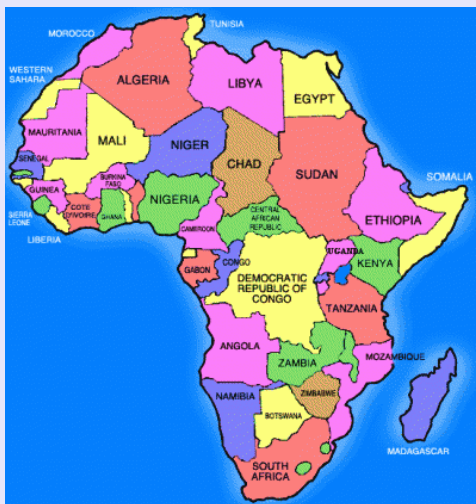 TUNISIA
MOROCCO
WESTERN
SAHARA
ALGERIA
LIBYA
EGYPT
MAURITANIA
MALI
NIGER
CHAD
SUDAN
SOMALIA
SENEGAL
GUINEA
BURKINA
FASO
SIERRA
LEONE
COTE
D'IVOIRE
GHANA
NIGERIA
LIBERIA
CAMEROON
CENTRAL
AFRICAN
REPUBLIC
ETHIOPIA
UGANDA
KENYA
GABON
CONGO
DEMOCRATIC
REPUBLIC OF
CONGO
TANZANIA
ANGOLA
ZAMBIA
MOZAMBIQUE
NAMIBIA
ZIMBABWE
BOTSWANA
MADAGASCAR
SOUTH
AFRICA